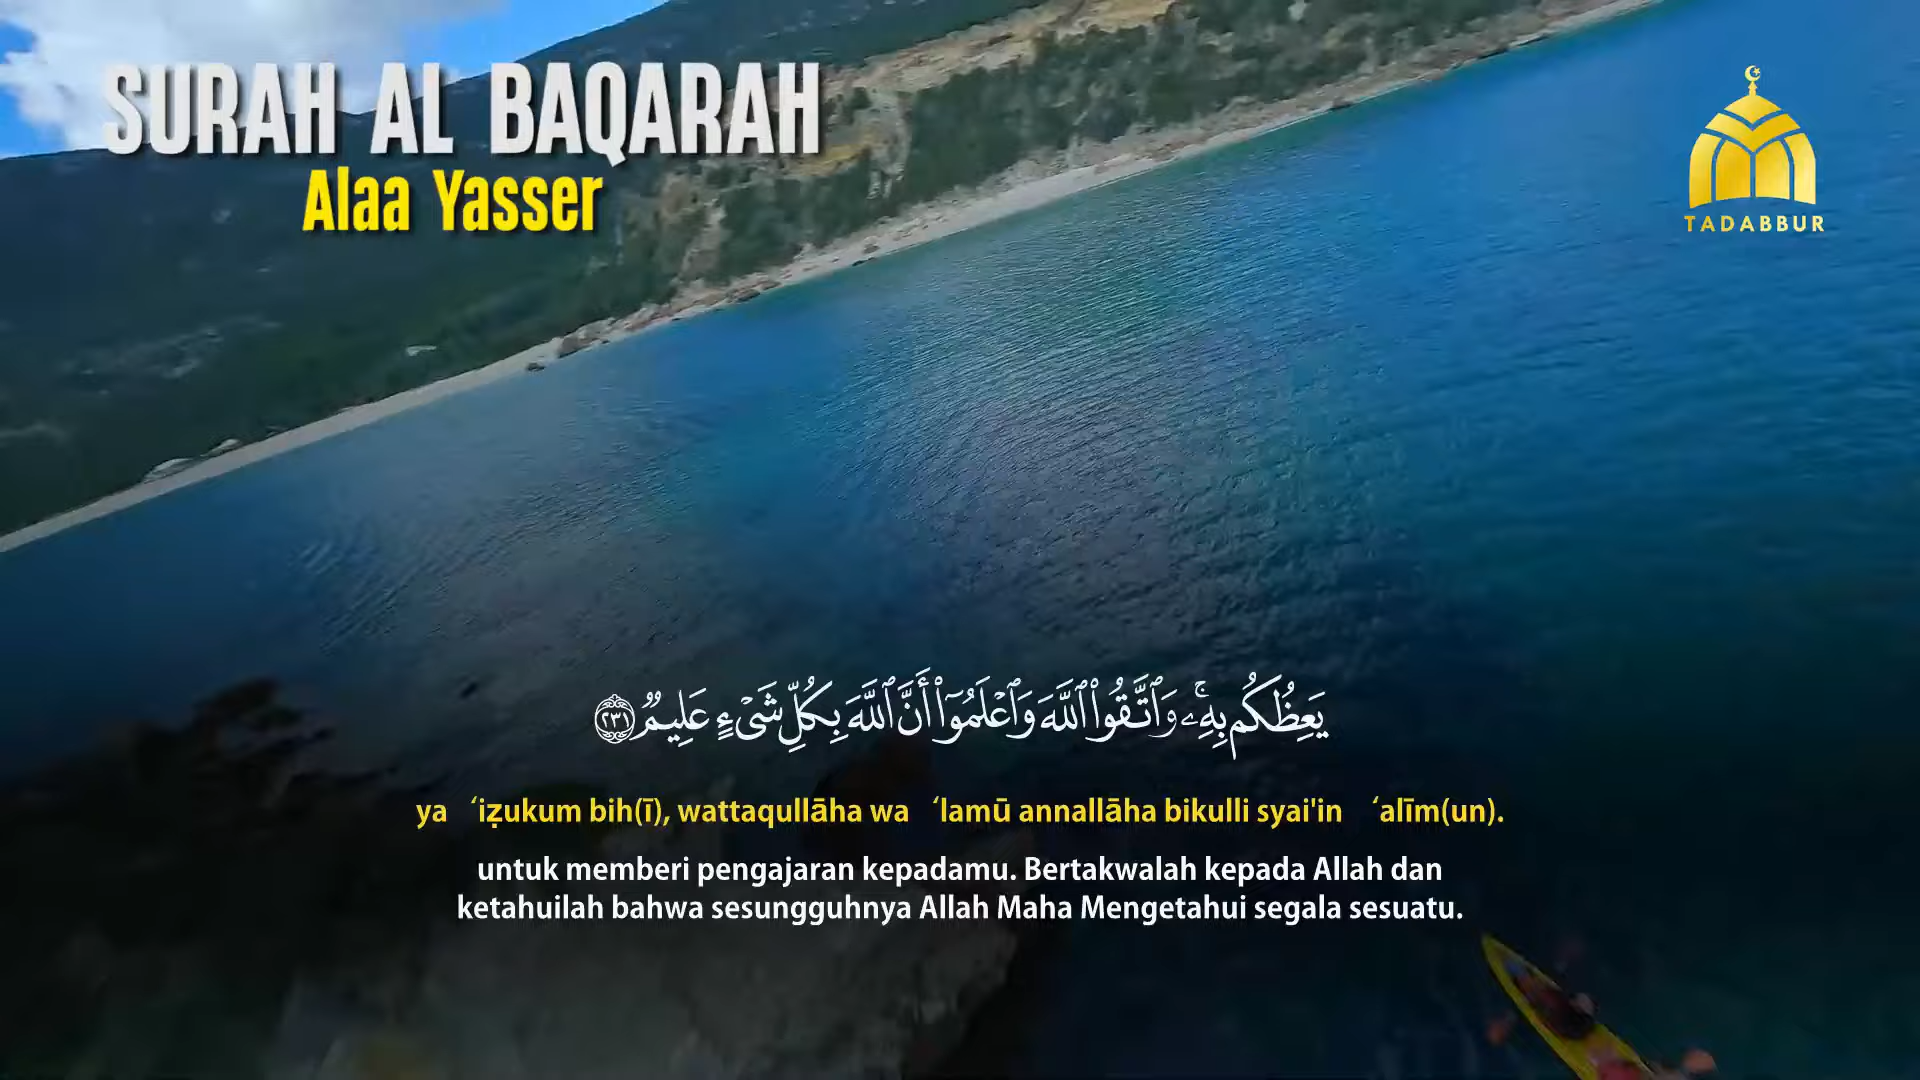 SURAH AL BAQARAH
Alaa Yasser
TADABBUR
يَعِظُكُم بِهِۦۚ وَٱتَّقُوا۟ ٱللَّهَ وَٱعْلَمُوٓا۟ أَنَّ ٱللَّهَ بِكُلِّ شَىْءٍ عَلِيمٌ ٢٣١
ya ‘iẓukum bih(ī), wattaqullāha wa ‘lamū annallāha bikulli syai'in ‘alīm(un).
untuk memberi pengajaran kepadamu. Bertakwalah kepada Allah dan
ketahuilah bahwa sesungguhnya Allah Maha Mengetahui segala sesuatu.